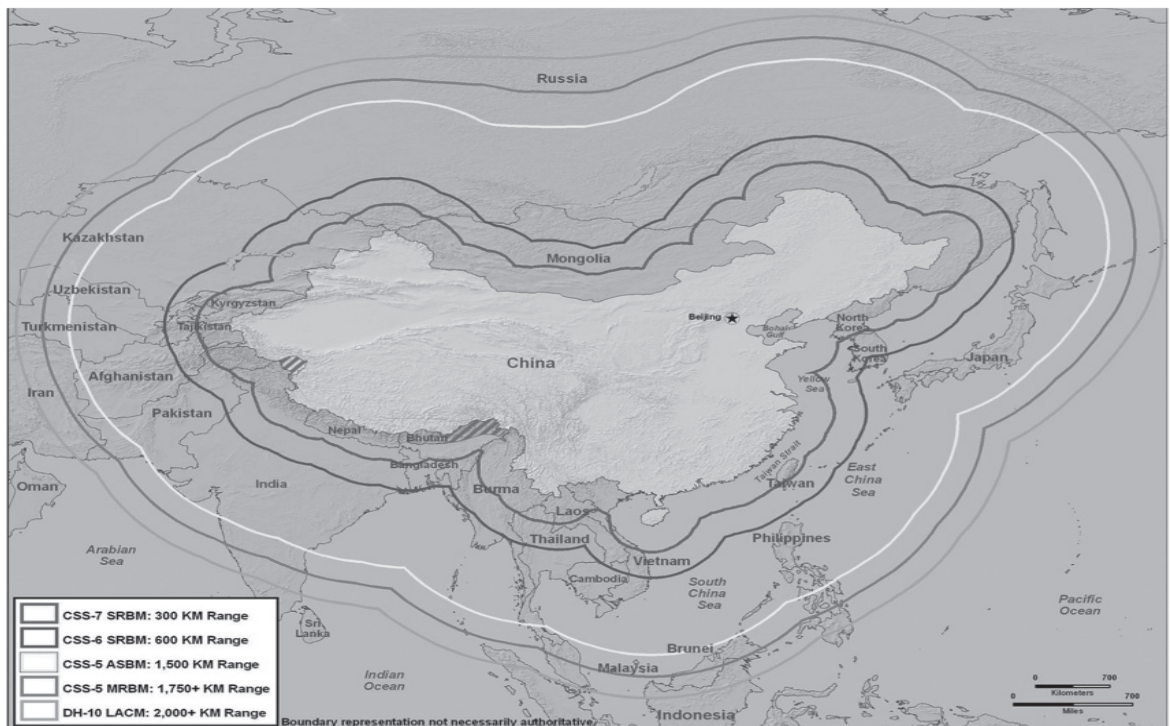 Russia
Kazakhstan
Mongolia
Uzbekistan
Kyrgyzstan
Turkmenistan
Tajikistan
Beijing
Bohai
Gulf
North
Korea
South
Korea
Japan
China
Afghanistan
Iran
Pakistan
Yellow
Sea
Nepal
Bhutan
Bangladesh
Taiwan Strait
East
China
Sea
Oman
India
Burma
Taiwan
Laos
Thailand
Philippines
Arabian
Sea
Vietnam
Cambodia
South
China
Sea
Pacific
Ocean
Sri
Lanka
Brunei
Malaysia
Indian
Ocean
Indonesia
CSS-7 SRBM: 300 KM Range
CSS-6 SRBM: 600 KM Range
CSS-5 ASBM: 1,500 KM Range
CSS-5 MRBM: 1,750+ KM Range
DH-10 LACM: 2,000+ KM Range
Boundary representation not necessarily authoritative.
0 700
Kilometers
0 700
Miles